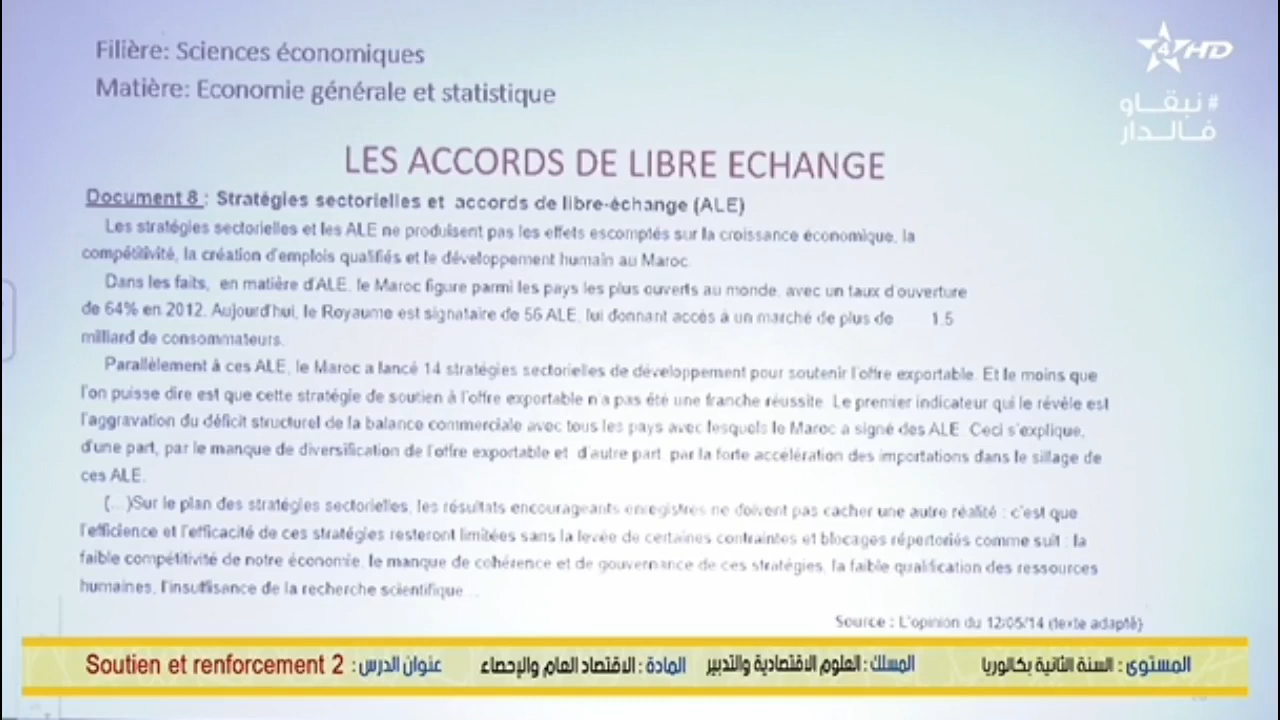 Filière: Sciences économiques
Matière: Economie générale et statistique
4 HD
# نبقاو
فالدار
LES ACCORDS DE LIBRE ECHANGE
Document 8 : Stratégies sectorielles et accords de libre-échange (ALE)
Les stratégies sectorielles et les ALE ne produisent pas les effets escomptés sur la croissance économique, la
compétitivité, la création d'emplois qualifiés et le développement humain au Maroc.
Dans les faits, en matière d'ALE, le Maroc figure parmi les pays les plus ouverts au monde, avec un taux d'ouverture
de 64% en 2012. Aujourd'hui, le Royaume est signataire de 56 ALE, lui donnant accès à un marché de plus de 1,5
milliard de consommateurs.
Parallèlement à ces ALE, le Maroc a lancé 14 stratégies sectorielles de développement pour soutenir l'offre exportable. Et le moins que
l'on puisse dire est que cette stratégie de soutien à l'offre exportable n'a pas été une franche réussite. Le premier indicateur qui le révèle est
l'aggravation du déficit structurel de la balance commerciale avec tous les pays avec lesquels le Maroc a signé des ALE. Ceci s'explique,
d'une part, par le manque de diversification de l'offre exportable et d'autre part, par la forte accélération des importations dans le sillage de
ces ALE.
(...)Sur le plan des stratégies sectorielles, les résultats encourageants enregistrés ne doivent pas cacher une autre réalité : c'est que
l'efficience et l'efficacité de ces stratégies resteront limitées sans la levée de certaines contraintes et blocages répertoriés comme suit : la
faible compétitivité de notre économie, le manque de cohérence et de gouvernance de ces stratégies, la faible qualification des ressources
humaines, l'insuffisance de la recherche scientifique...
Source : L'opinion du 12/05/14 (texte adapté)
المستوى : السنة الثانية بكالوريا المسلك : العلوم الاقتصادية والتدبير المادة : الاقتصاد العام والإحصاء عنوان الدرس : Soutien et renforcement 2